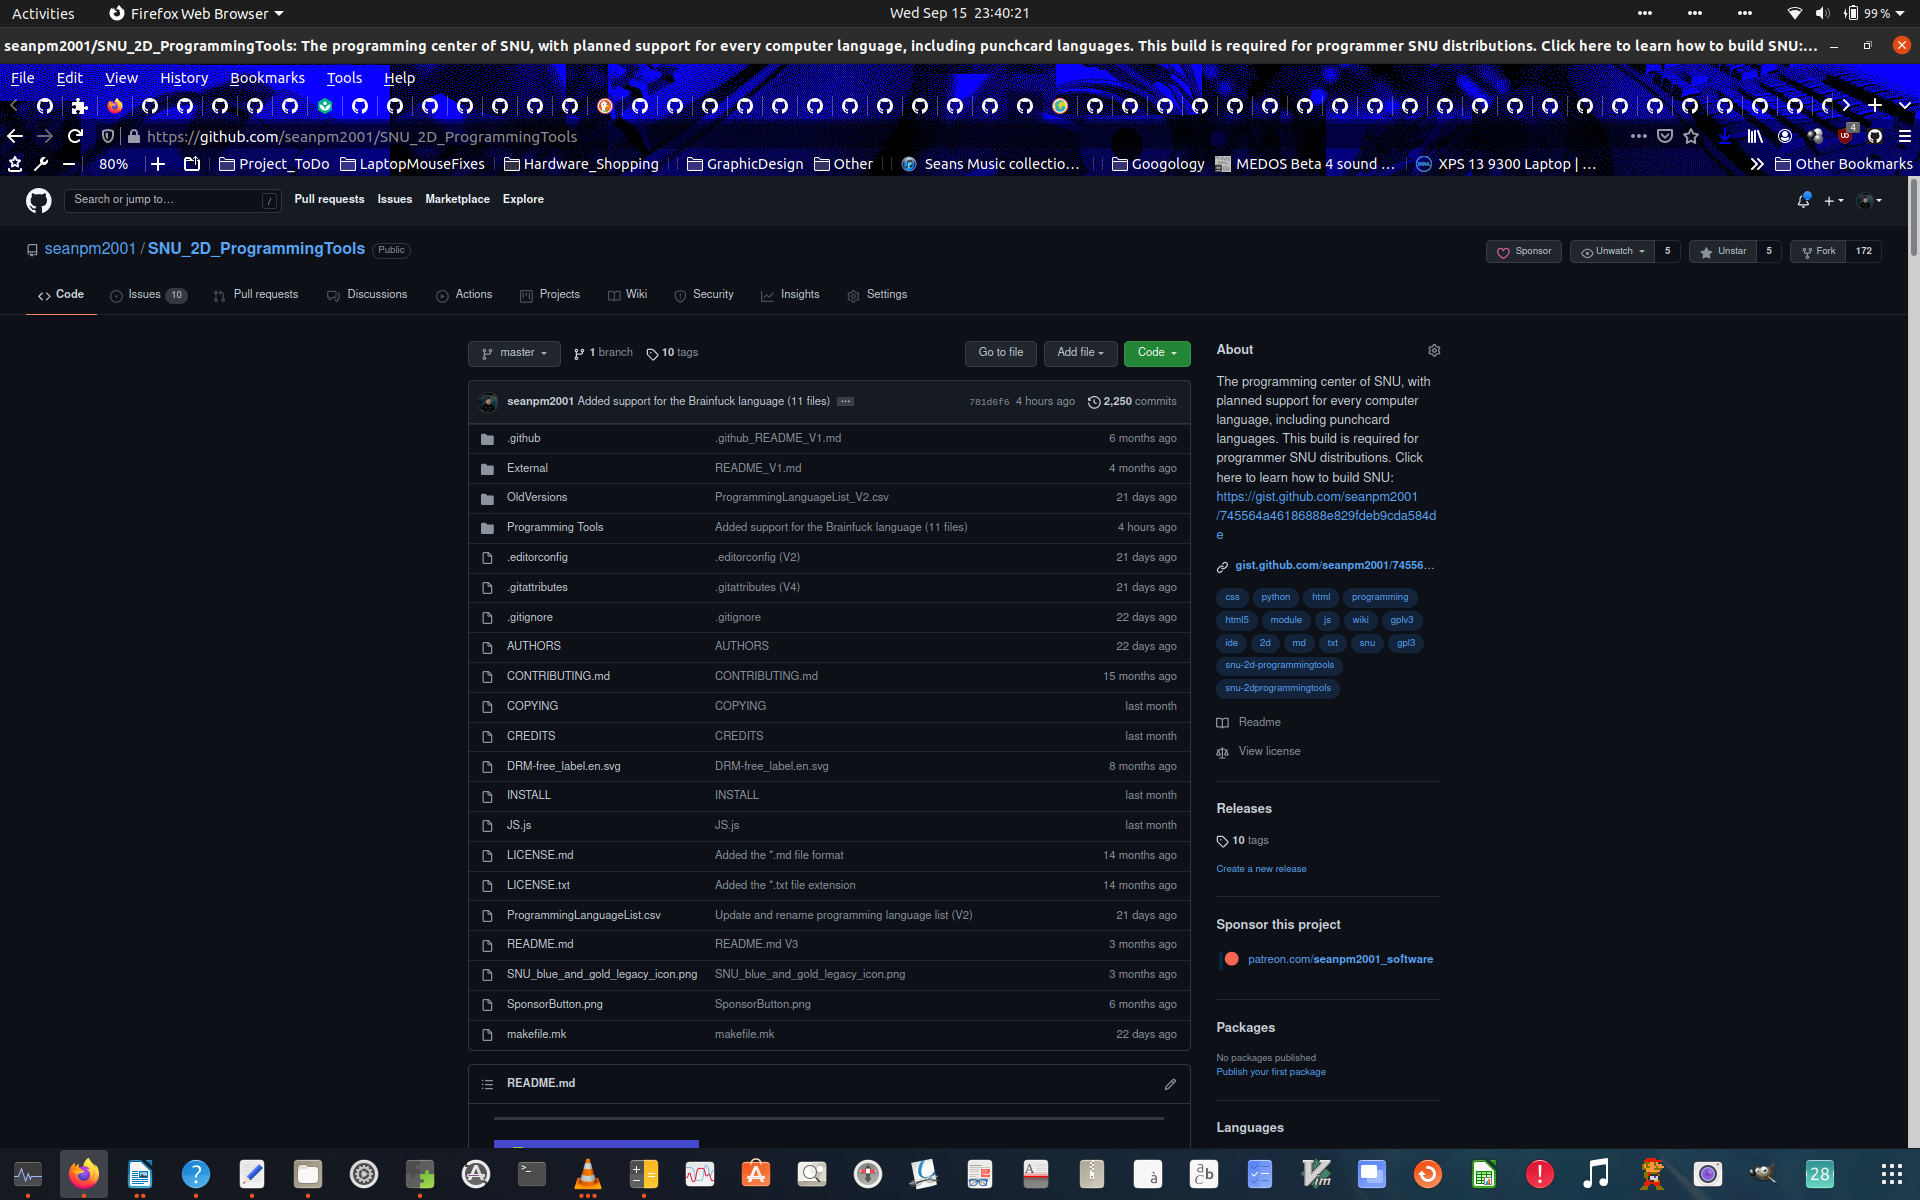 Activities Firefox Web Browser Wed Sep 15 23:40:21 99 %
seanpm2001/SNU_2D_ProgrammingTools: The programming center of SNU, with planned support for every computer language, including punchcard languages. This build is required for programmer SNU distributions. Click here to learn how to build SNU:...
File Edit View History Bookmarks Tools Help
https://github.com/seanpm2001/SNU_2D_ProgrammingTools 4
80% Project_ToDo LaptopMouseFixes Hardware_Shopping GraphicDesign Other Seans Music collectio... Googology MEDOS Beta 4 sound ... XPS 13 9300 Laptop | ... Other Bookmarks
Search or jump to... / Pull requests Issues Marketplace Explore
seanpm2001 / SNU_2D_ProgrammingTools Public Sponsor Unwatch 5 Unstar 5 Fork 172
Code Issues 10 Pull requests Discussions Actions Projects Wiki Security Insights Settings
master 1 branch 10 tags Go to file Add file Code
seanpm2001 Added support for the Brainfuck language (11 files) ... 781d6f6 4 hours ago 2,250 commits
.github .github_README_V1.md 6 months ago
External README_V1.md 4 months ago
OldVersions ProgrammingLanguageList_V2.csv 21 days ago
Programming Tools Added support for the Brainfuck language (11 files) 4 hours ago
.editorconfig .editorconfig (V2) 21 days ago
.gitattributes .gitattributes (V4) 21 days ago
.gitignore .gitignore 22 days ago
AUTHORS AUTHORS 22 days ago
CONTRIBUTING.md CONTRIBUTING.md 15 months ago
COPYING COPYING last month
CREDITS CREDITS last month
DRM-free_label.en.svg DRM-free_label.en.svg 8 months ago
INSTALL INSTALL last month
JS.js JS.js last month
LICENSE.md Added the *.md file format 14 months ago
LICENSE.txt Added the *.txt file extension 14 months ago
ProgrammingLanguageList.csv Update and rename programming language list (V2) 21 days ago
README.md README.md V3 3 months ago
SNU_blue_and_gold_legacy_icon.png SNU_blue_and_gold_legacy_icon.png 3 months ago
SponsorButton.png SponsorButton.png 6 months ago
makefile.mk makefile.mk 22 days ago
README.md
About
The programming center of SNU, with
planned support for every computer
language, including punchcard
languages. This build is required for
programmer SNU distributions. Click
here to learn how to build SNU:
https://gist.github.com/seanpm2001
/745564a46186888e829fdeb9cda584d
e
gist.github.com/seanpm2001/74556...
css python html programming
html5 module js wiki gplv3
ide 2d md txt snu gpl3
snu-2d-programmingtools
snu-2dprogrammingtools
Readme
View license
Releases
10 tags
Create a new release
Sponsor this project
patreon.com/seanpm2001_software
Packages
No packages published
Publish your first package
Languages
28